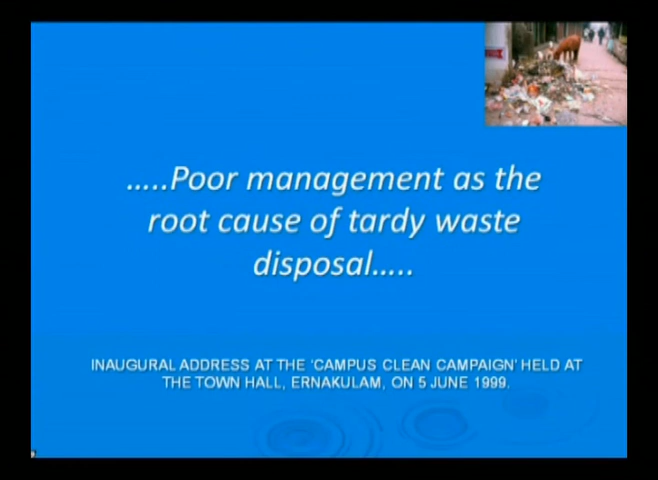 .....Poor management as the
root cause of tardy waste
disposal.....
INAUGURAL ADDRESS AT THE 'CAMPUS CLEAN CAMPAIGN' HELD AT
THE TOWN HALL, ERNAKULAM, ON 5 JUNE 1999.